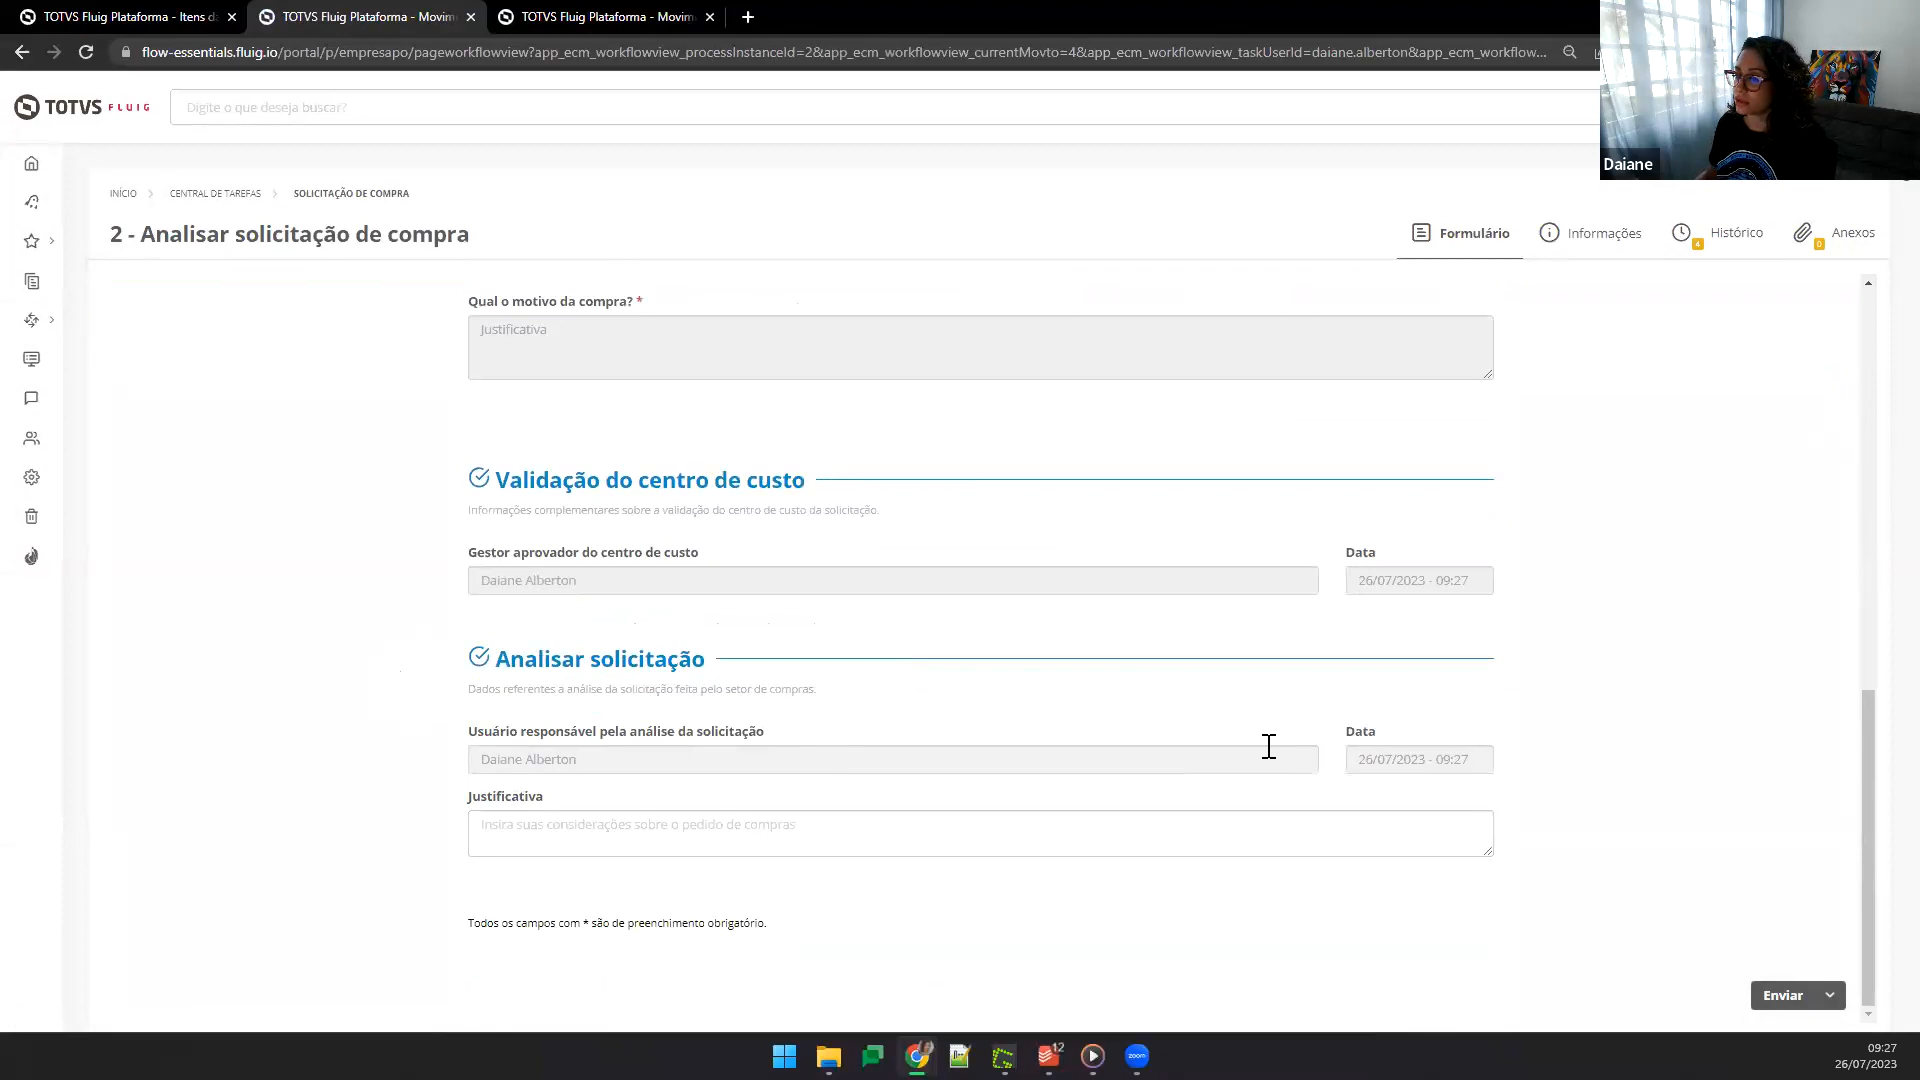 TOTVS Fluig Plataforma - Itens d
TOTVS Fluig Plataforma - Movim
TOTVS Fluig Plataforma - Movim
flow-essentials.fluig.io/portal/p/empresapo/pageworkflowview?app_ecm_workflowview_processInstanceId=2&app_ecm_workflowview_currentMovto=4&app_ecm_workflowview_taskUserId=daiane.alberton&app_ecm_workflow...
TOTVS FLUIG
Digite o que deseja buscar?
Daiane
INÍCIO
CENTRAL DE TAREFAS
SOLICITAÇÃO DE COMPRA
2 - Analisar solicitação de compra
Formulário
Informações
4
Histórico
0
Anexos
Qual o motivo da compra? *
Justificativa
Validação do centro de custo
Informações complementares sobre a validação do centro de custo da solicitação.
Gestor aprovador do centro de custo
Data
Daiane Alberton
26/07/2023 - 09:27
Analisar solicitação
Dados referentes a análise da solicitação feita pelo setor de compras.
Usuário responsável pela análise da solicitação
Data
Daiane Alberton
26/07/2023 - 09:27
Justificativa
Insira suas considerações sobre o pedido de compras
Todos os campos com * são de preenchimento obrigatório.
Enviar
12
zoom
09:27
26/07/2023